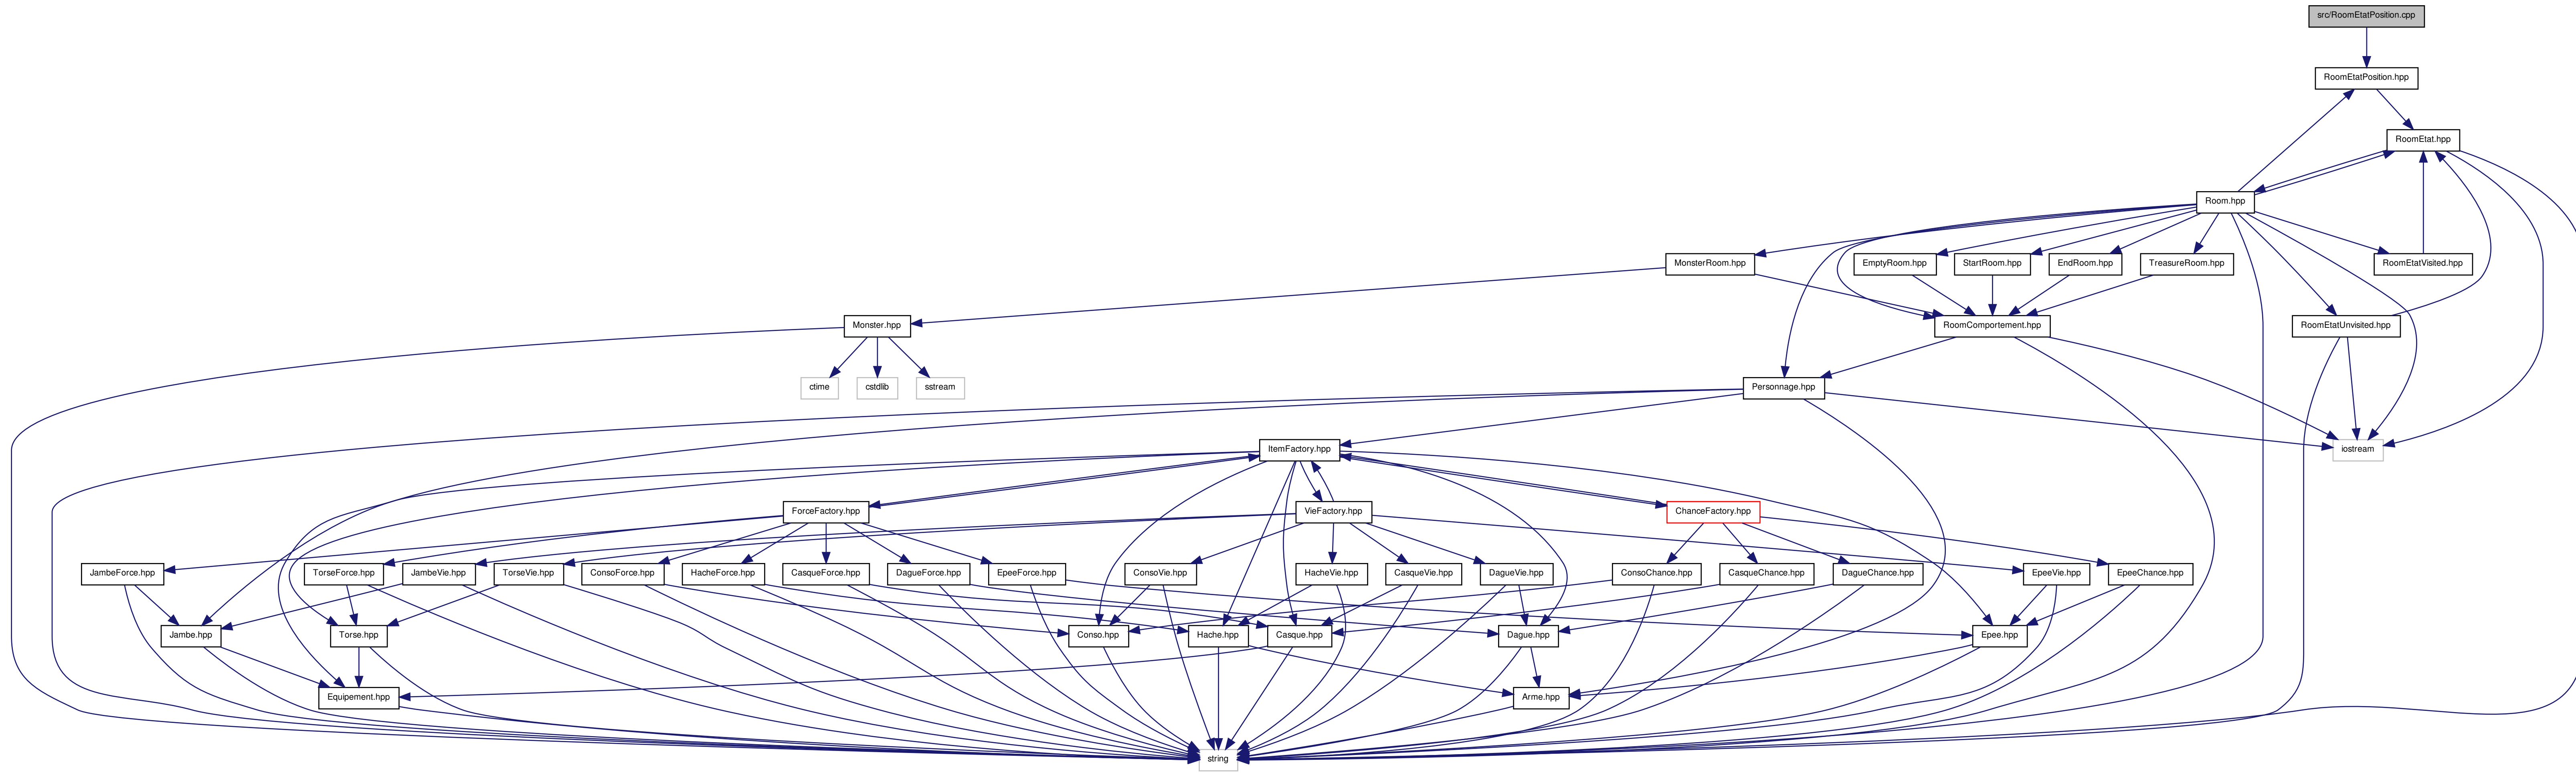 src/RoomEtatPosition.cpp
RoomEtatPosition.hpp
RoomEtat.hpp
Room.hpp
MonsterRoom.hpp
EmptyRoom.hpp
StartRoom.hpp
EndRoom.hpp
TreasureRoom.hpp
RoomEtatVisited.hpp
Monster.hpp
RoomComportement.hpp
RoomEtatUnvisited.hpp
ctime
cstdlib
sstream
Personnage.hpp
ItemFactory.hpp
iostream
ForceFactory.hpp
VieFactory.hpp
ChanceFactory.hpp
JambeForce.hpp
TorseForce.hpp
JambeVie.hpp
TorseVie.hpp
ConsoForce.hpp
HacheForce.hpp
CasqueForce.hpp
DagueForce.hpp
EpeeForce.hpp
ConsoVie.hpp
HacheVie.hpp
CasqueVie.hpp
DagueVie.hpp
ConsoChance.hpp
CasqueChance.hpp
DagueChance.hpp
EpeeVie.hpp
EpeeChance.hpp
Jambe.hpp
Torse.hpp
Conso.hpp
Hache.hpp
Casque.hpp
Dague.hpp
Epee.hpp
Equipement.hpp
Arme.hpp
string